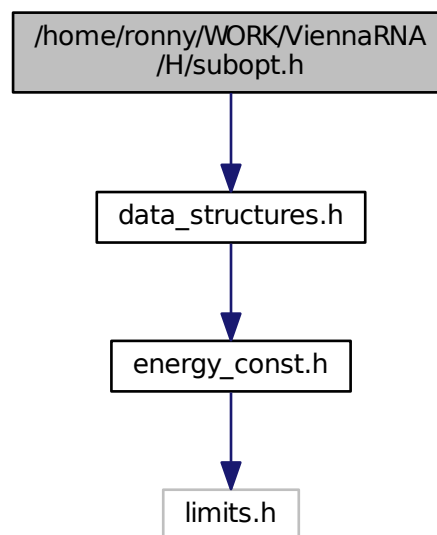 /home/ronny/WORK/ViennaRNA
/H/subopt.h
data_structures.h
energy_const.h
limits.h